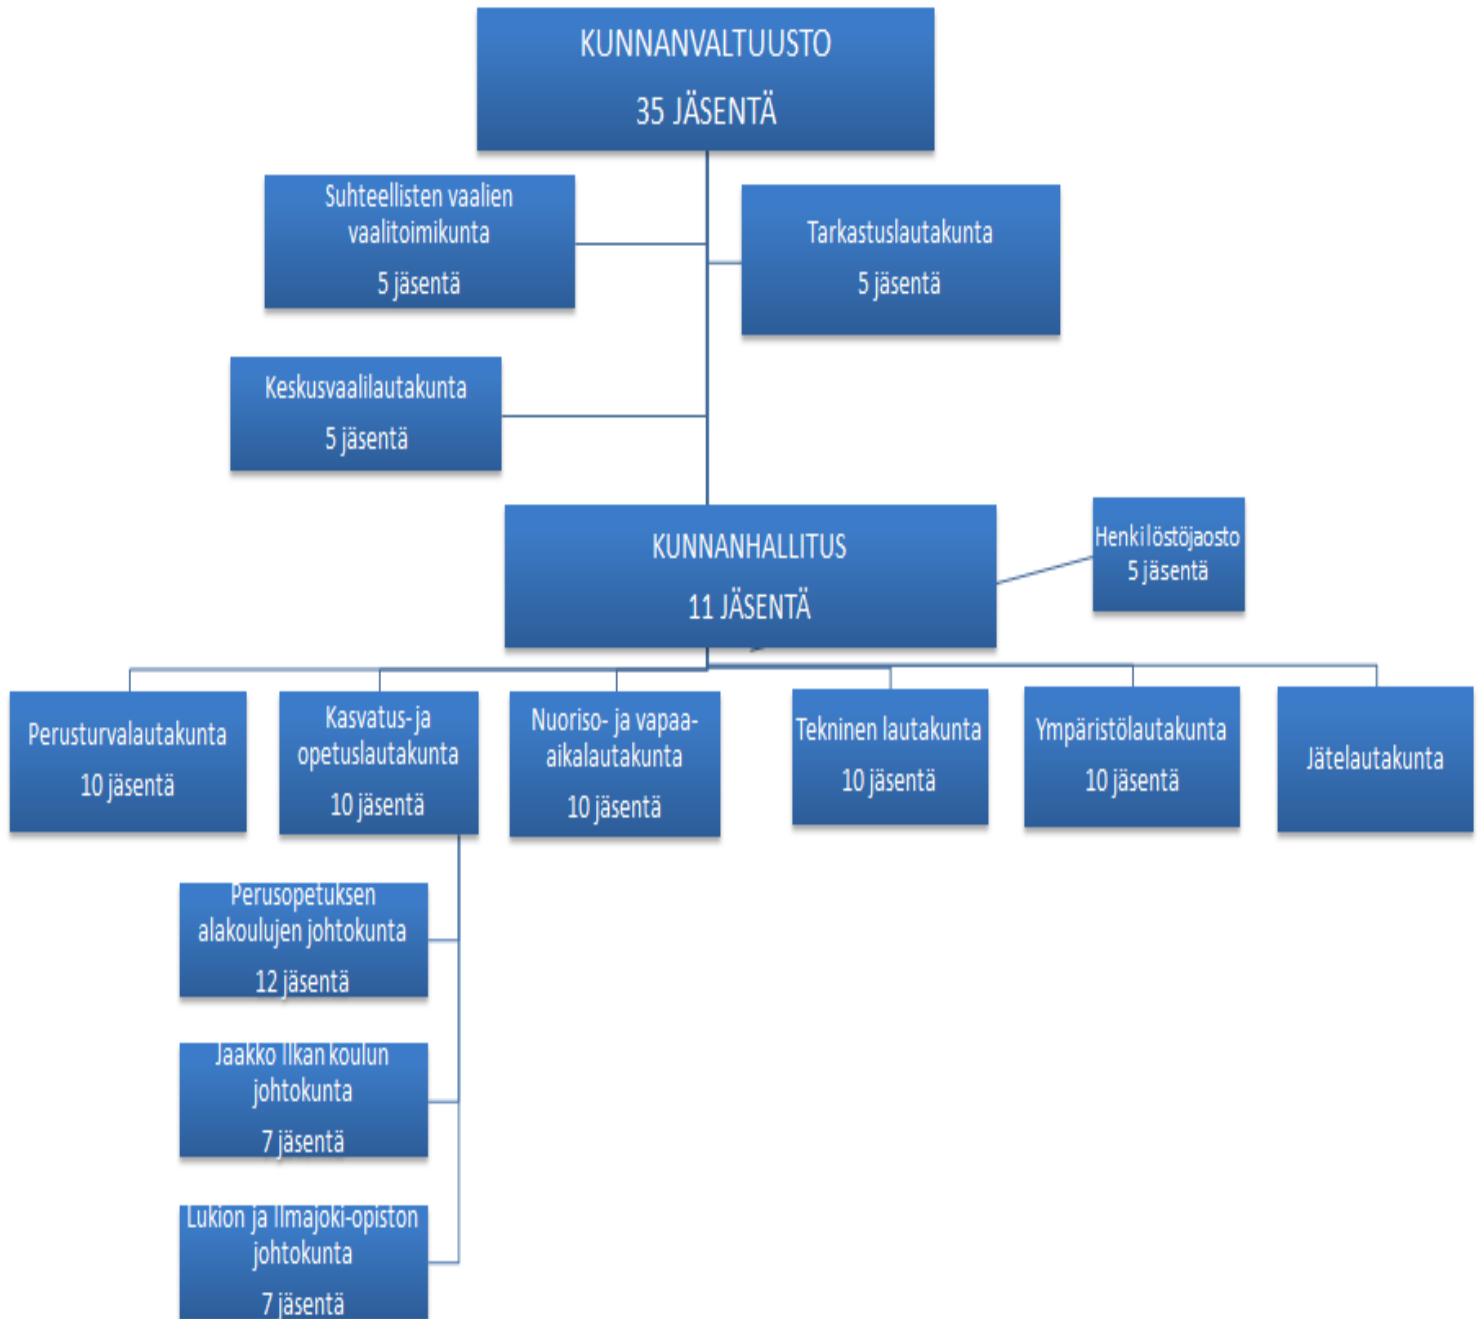 KUNNANVALTUUSTO
35 JÄSENTÄ
Suhteellisten vaalien
vaalitoimikunta
5 jäsentä
Tarkastuslautakunta
5 jäsentä
Keskusvaalilautakunta
5 jäsentä
KUNNANHALLITUS
11 JÄSENTÄ
Henkilöstöjaosto
5 jäsentä
Perusturvalautakunta
10 jäsentä
Kasvatus- ja
opetuslautakunta
10 jäsentä
Nuoriso- ja vapaa-
aikalautakunta
10 jäsentä
Tekninen lautakunta
10 jäsentä
Ympäristölautakunta
10 jäsentä
Jätelautakunta
Perusopetuksen
alakoulujen johtokunta
12 jäsentä
Jaakko Ilkan koulun
johtokunta
7 jäsentä
Lukion ja Ilmajoki-opiston
johtokunta
7 jäsentä